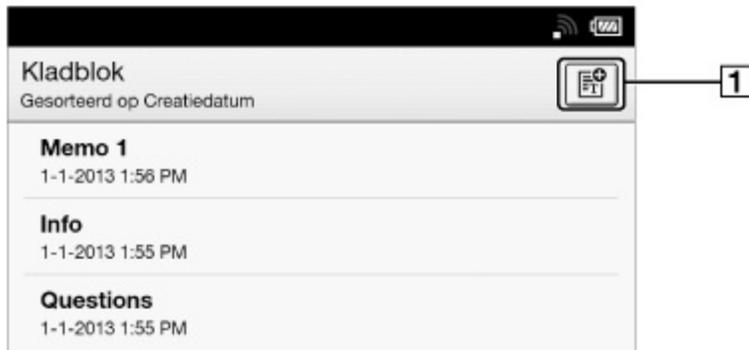 Kladblok
Gesorteerd op Creatiedatum
1
Memo 1
1-1-2013 1:56 PM
Info
1-1-2013 1:55 PM
Questions
1-1-2013 1:55 PM